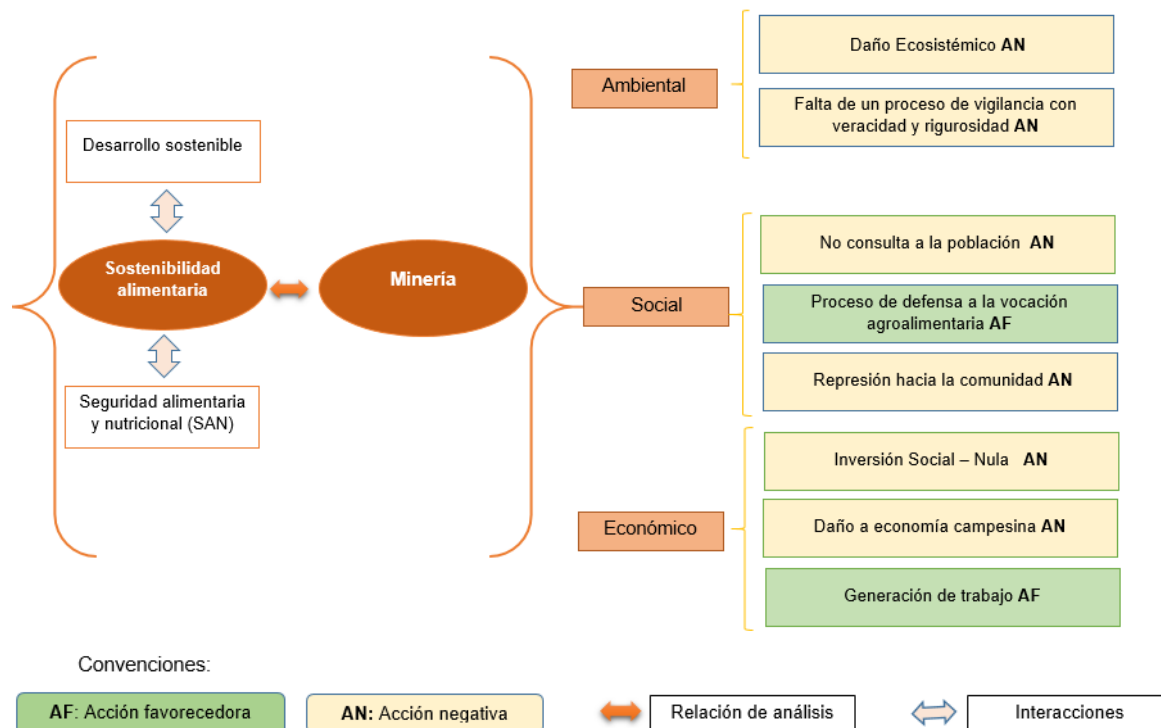 Desarrollo sostenible
Sostenibilidad
alimentaria
Seguridad alimentaria
y nutricional (SAN)
Minería
Ambiental
Daño Ecosistémico AN
Falta de un proceso de vigilancia con
veracidad y rigurosidad AN
Social
No consulta a la población AN
Proceso de defensa a la vocación
agroalimentaria AF
Represión hacia la comunidad AN
Económico
Inversión Social – Nula AN
Daño a economía campesina AN
Generación de trabajo AF
Convenciones:
AF: Acción favorecedora
AN: Acción negativa
Relación de análisis
Interacciones